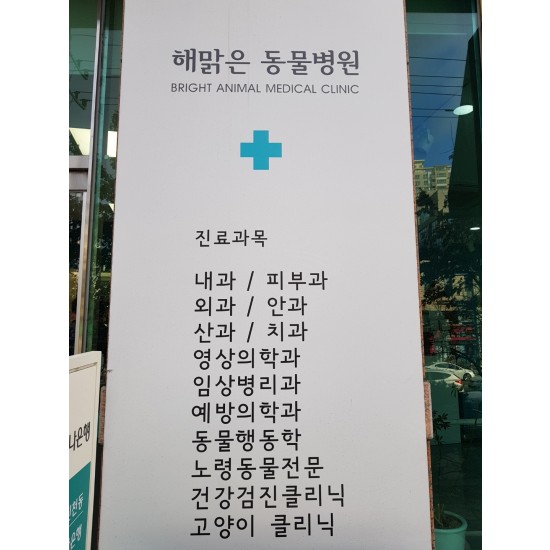 해맑은 동물병원
BRIGHT ANIMAL MEDICAL CLINIC
진료과목
내과 / 피부과
외과 / 안과
산과 / 치과
영상의학과
임상병리과
예방의학과
동물행동학
노령동물전문
건강검진클리닉
고양이 클리닉